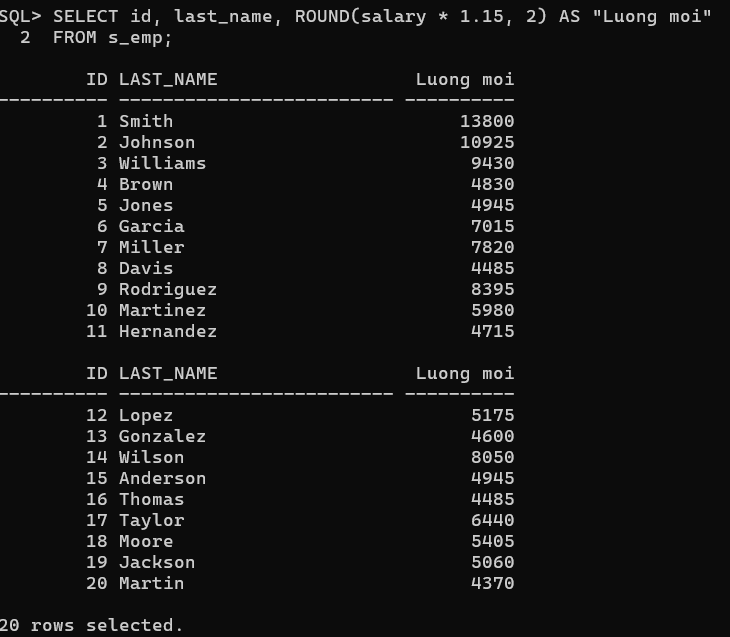 SQL> SELECT id, last_name, ROUND(salary * 1.15, 2) AS "Luong moi"
  2  FROM s_emp;

        ID LAST_NAME                  Luong moi
---------- ------------------------- ----------
         1 Smith                          13800
         2 Johnson                        10925
         3 Williams                        9430
         4 Brown                           4830
         5 Jones                           4945
         6 Garcia                          7015
         7 Miller                          7820
         8 Davis                           4485
         9 Rodriguez                       8395
        10 Martinez                        5980
        11 Hernandez                       4715

        ID LAST_NAME                  Luong moi
---------- ------------------------- ----------
        12 Lopez                           5175
        13 Gonzalez                        4600
        14 Wilson                          8050
        15 Anderson                        4945
        16 Thomas                          4485
        17 Taylor                          6440
        18 Moore                           5405
        19 Jackson                         5060
        20 Martin                          4370

20 rows selected.